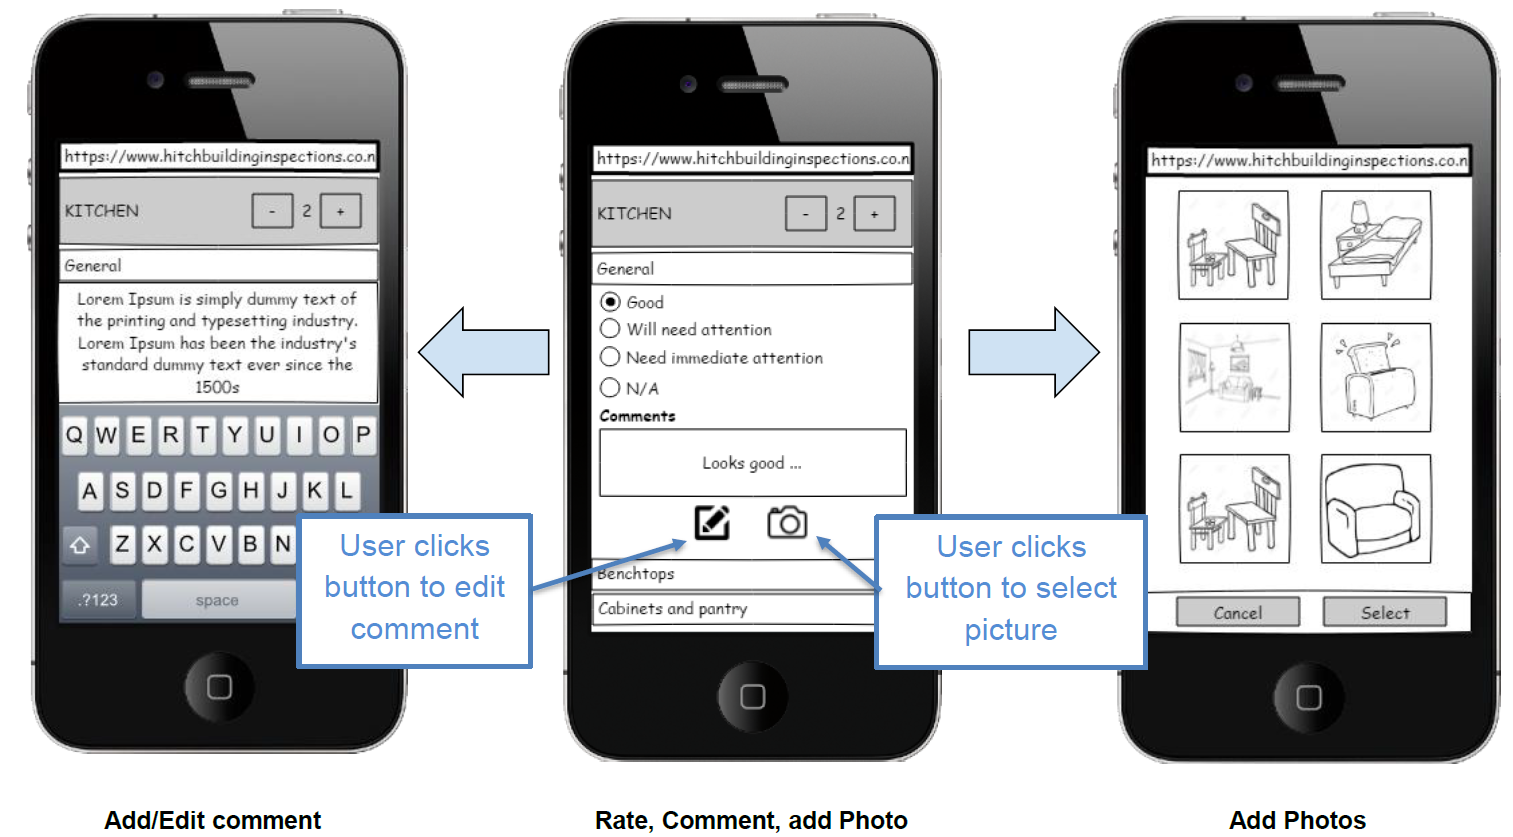 https://www.hitchbuildinginspections.co.n
KITCHEN - 2 +
General
Lorem Ipsum is simply dummy text of
the printing and typesetting industry.
Lorem Ipsum has been the industry's
standard dummy text ever since the
1500s
Q W E R T Y U I O P
A S D F G H J K L
Z X C V B N
.?123 space
User clicks
button to edit
comment
Add/Edit comment
https://www.hitchbuildinginspections.co.n
KITCHEN - 2 +
General
Good
Will need attention
Need immediate attention
N/A
Comments
Looks good ...
Benchtops
Cabinets and pantry
User clicks
button to select
picture
Rate, Comment, add Photo
https://www.hitchbuildinginspections.co.n
Cancel Select
Add Photos